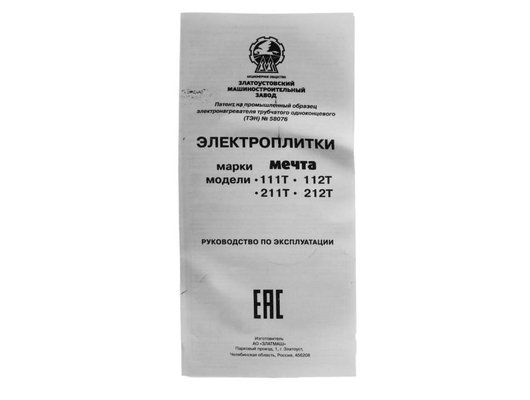 АКЦИОНЕРНОЕ ОБЩЕСТВО
ЗЛАТОУСТОВСКИЙ
МАШИНОСТРОИТЕЛЬНЫЙ
ЗАВОД
Патент на промышленный образец
электронагревателя трубчатого одноконцевого
(ТЭН) № 58076
ЭЛЕКТРОПЛИТКИ
марки мечта
модели • 111Т • 112Т
• 211Т • 212Т
РУКОВОДСТВО ПО ЭКСПЛУАТАЦИИ
ЕАС
Изготовитель
АО «ЗЛАТМАШ»
Парковый проезд, 1, г. Златоуст,
Челябинская область, Россия, 456208